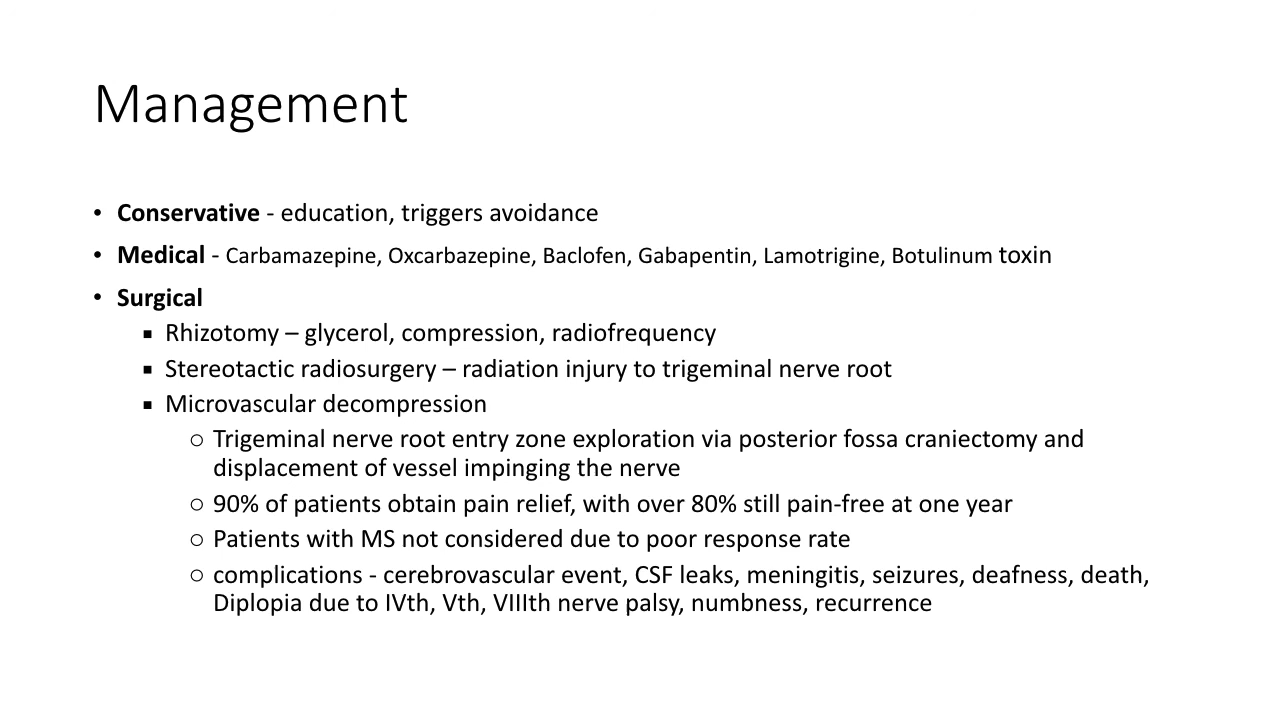 Management
• Conservative - education, triggers avoidance
• Medical - Carbamazepine, Oxcarbazepine, Baclofen, Gabapentin, Lamotrigine, Botulinum toxin
• Surgical
▪ Rhizotomy – glycerol, compression, radiofrequency
▪ Stereotactic radiosurgery – radiation injury to trigeminal nerve root
▪ Microvascular decompression
○ Trigeminal nerve root entry zone exploration via posterior fossa craniectomy and
displacement of vessel impinging the nerve
○ 90% of patients obtain pain relief, with over 80% still pain-free at one year
○ Patients with MS not considered due to poor response rate
○ complications - cerebrovascular event, CSF leaks, meningitis, seizures, deafness, death,
Diplopia due to IVth, Vth, VIIIth nerve palsy, numbness, recurrence